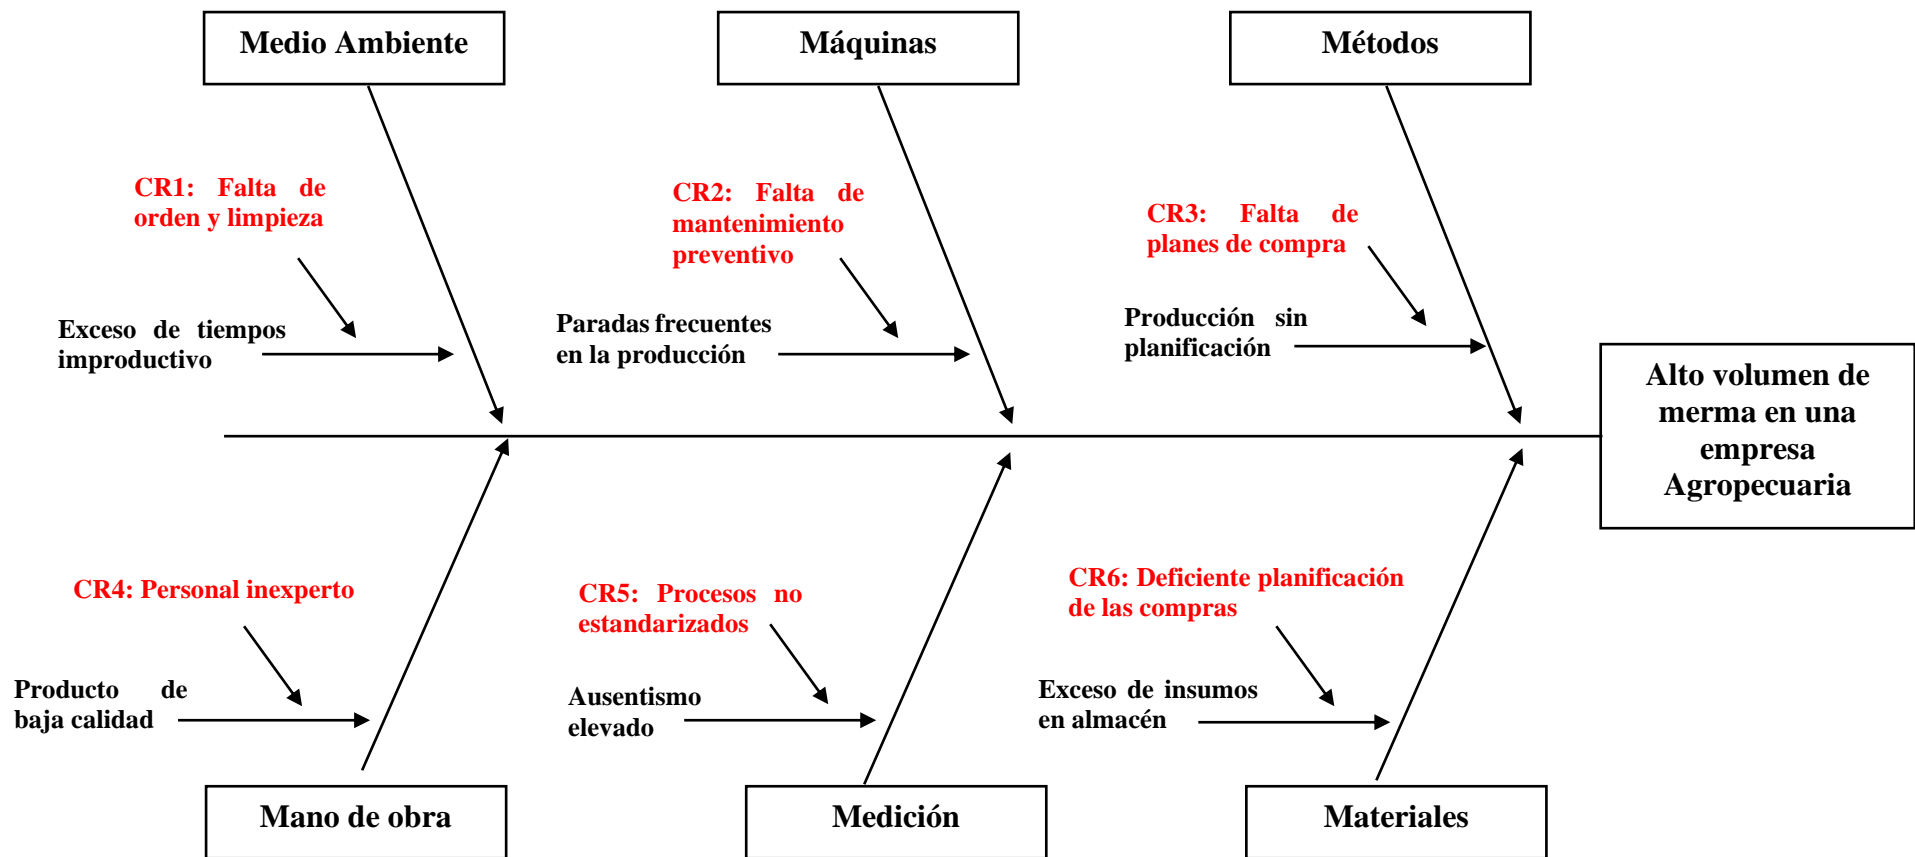 Medio Ambiente
Máquinas
Métodos
CR1: Falta de
orden y limpieza
CR2: Falta de
mantenimiento
preventivo
CR3: Falta de
planes de compra
Exceso de tiempos
improductivo
Paradas frecuentes
en la producción
Producción sin
planificación
Alto volumen de
merma en una
empresa
Agropecuaria
CR4: Personal inexperto
CR5: Procesos no
estandarizados
CR6: Deficiente planificación
de las compras
Producto de
baja calidad
Ausentismo
elevado
Exceso de insumos
en almacén
Mano de obra
Medición
Materiales